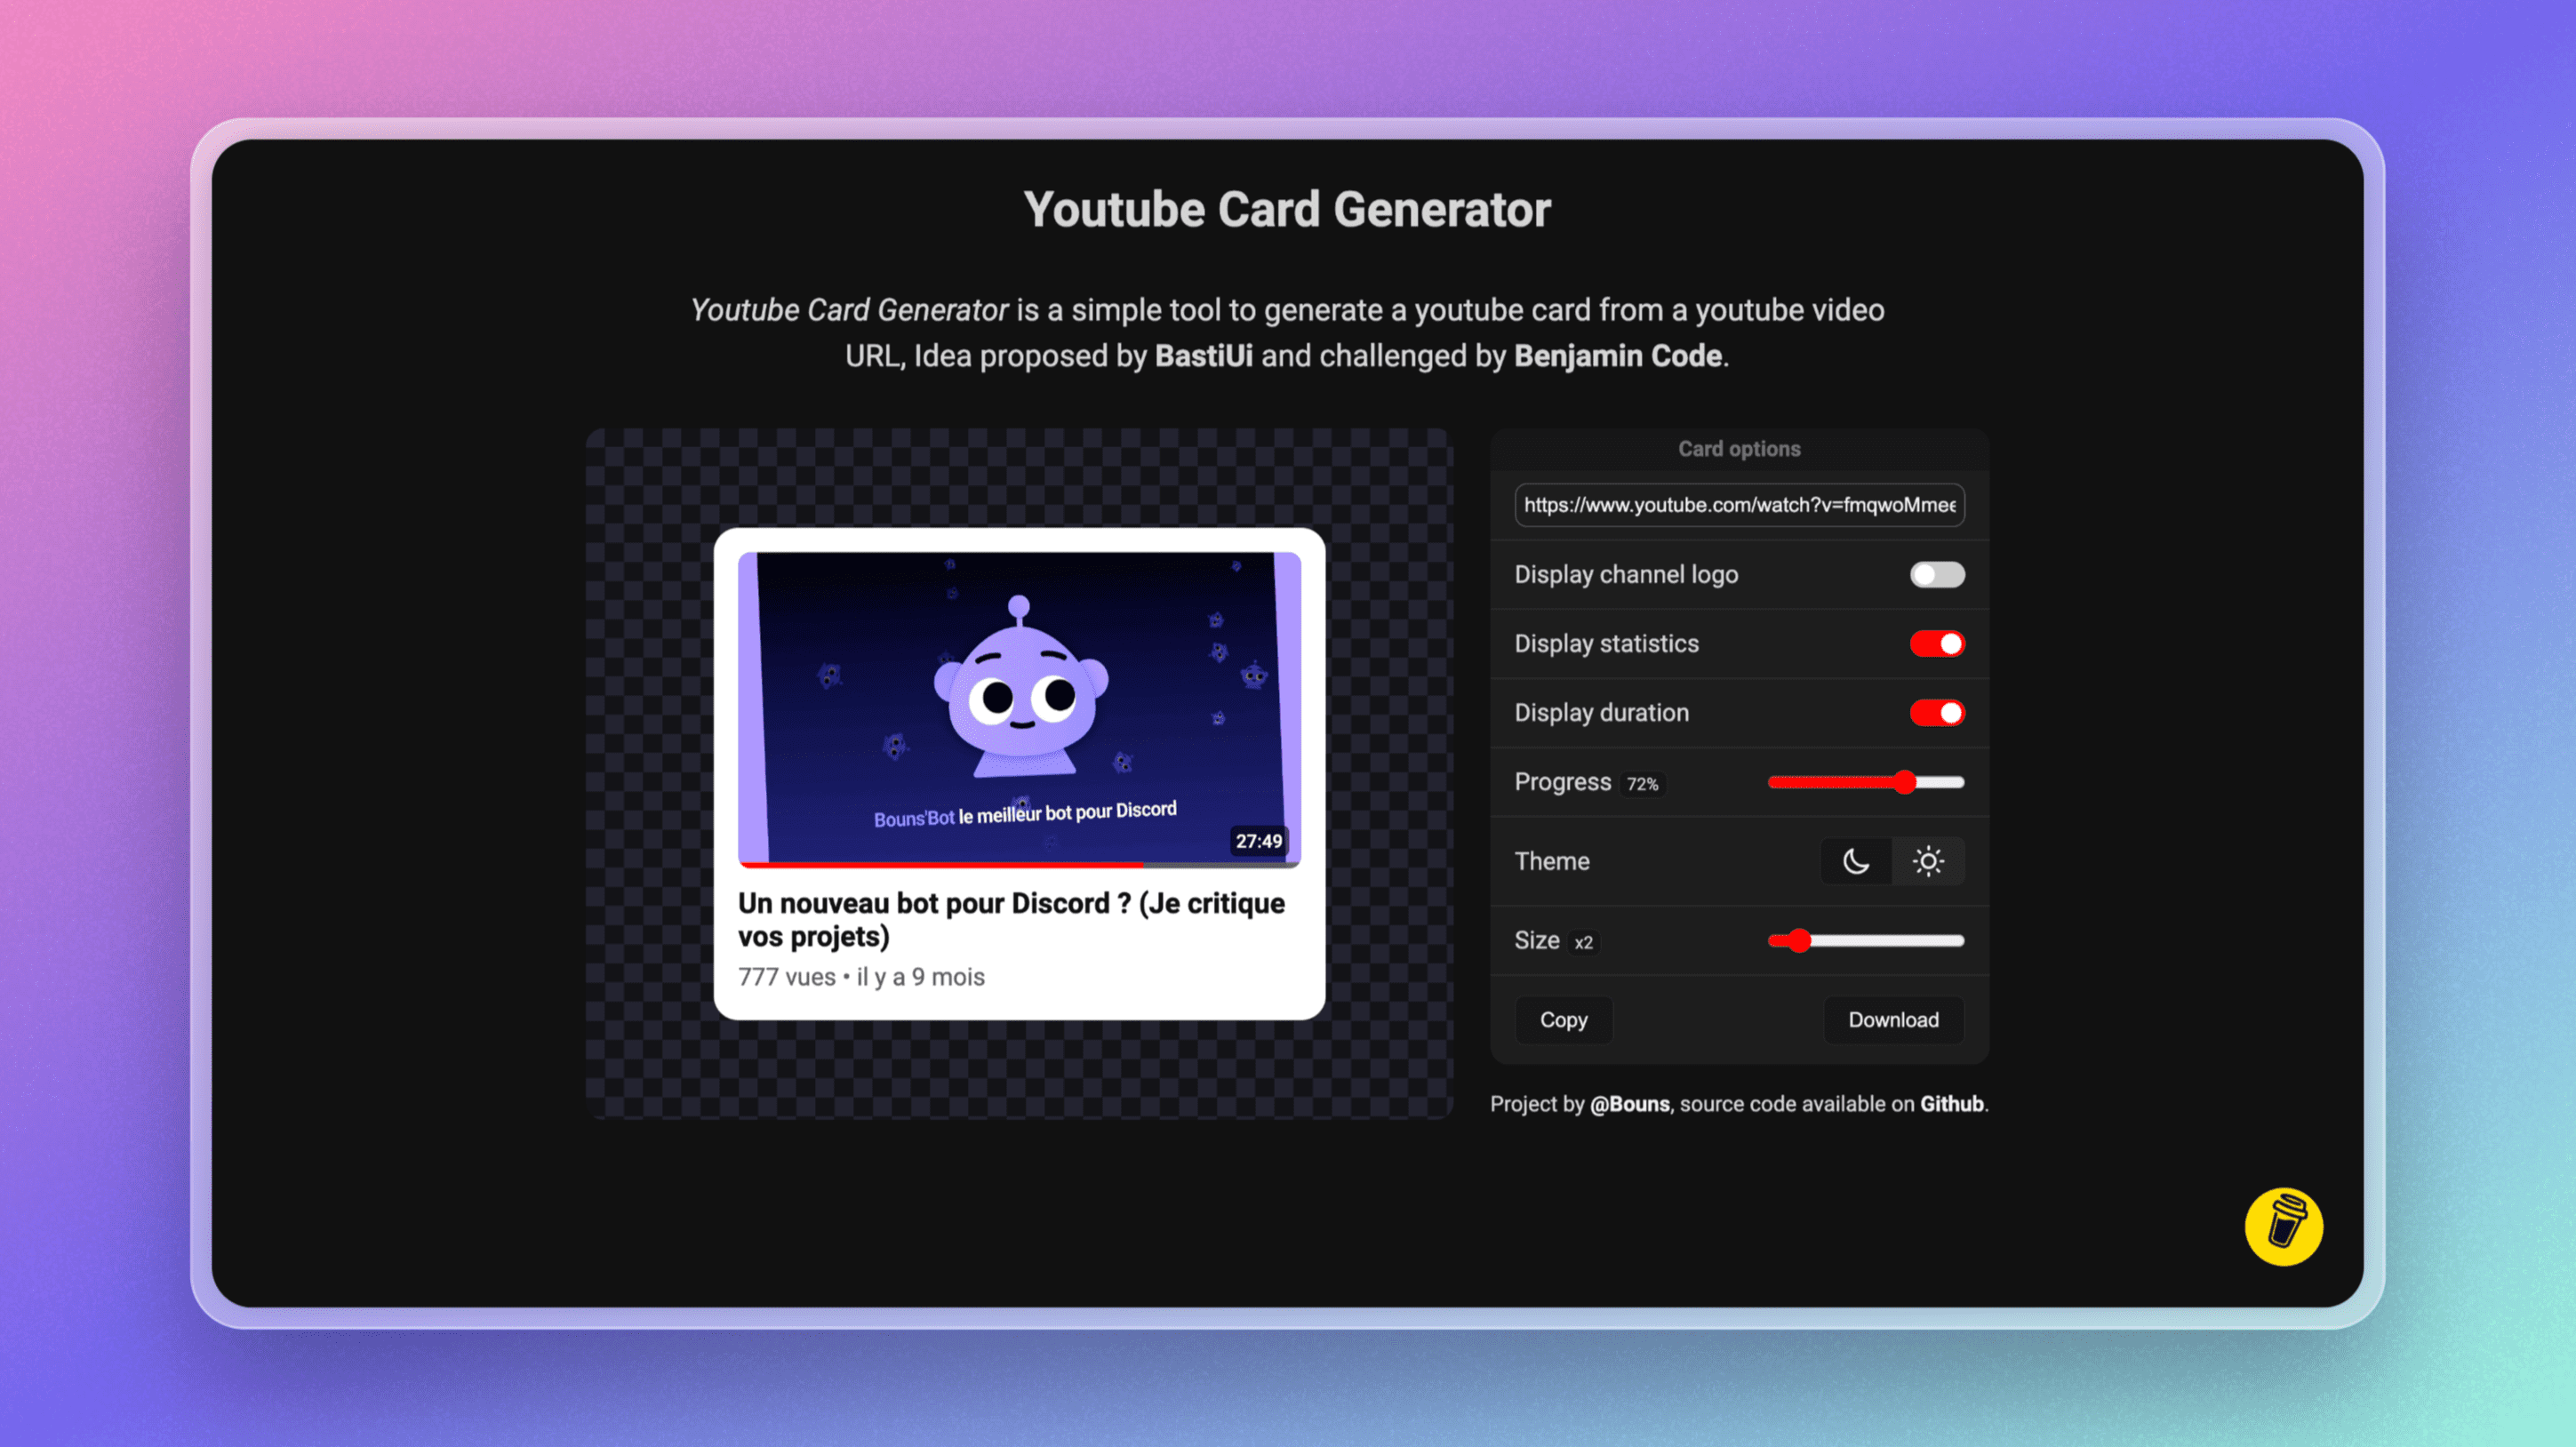 Youtube Card Generator
Youtube Card Generator is a simple tool to generate a youtube card from a youtube video
URL, Idea proposed by BastiUi and challenged by Benjamin Code.
Bouns'Bot le meilleur bot pour Discord
27:49
Un nouveau bot pour Discord ? (Je critique
vos projets)
777 vues • il y a 9 mois
Card options
https://www.youtube.com/watch?v=fmqwoMmee
Display channel logo
Display statistics
Display duration
Progress 72%
Theme
Size x2
Copy
Download
Project by @Bouns, source code available on Github.